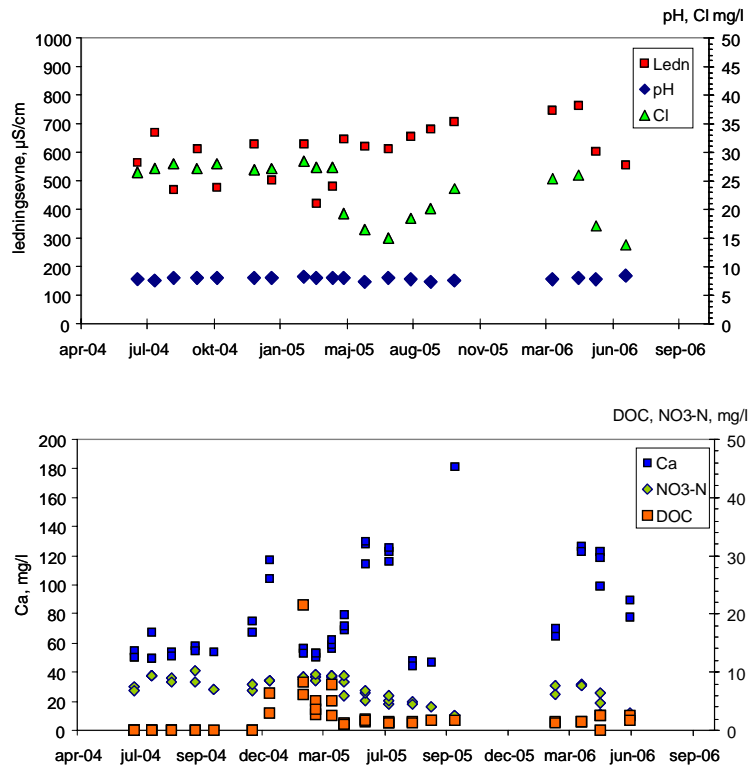 pH, Cl mg/l
1000 50
900 45
800 40
700 35
600 30
500 25
400 20
300 15
200 10
100 5
0 0
ledningsevne, µS/cm
Ledn
pH
Cl
apr-04 jul-04 okt-04 jan-05 maj-05 aug-05 nov-05 mar-06 jun-06 sep-06
DOC, NO3-N, mg/l
200 50
180
160 40
140
120 30
100
80 20
60
40 10
20
0 0
Ca, mg/l
Ca
NO3-N
DOC
apr-04 jul-04 sep-04 dec-04 mar-05 jul-05 sep-05 dec-05 mar-06 jun-06 sep-06